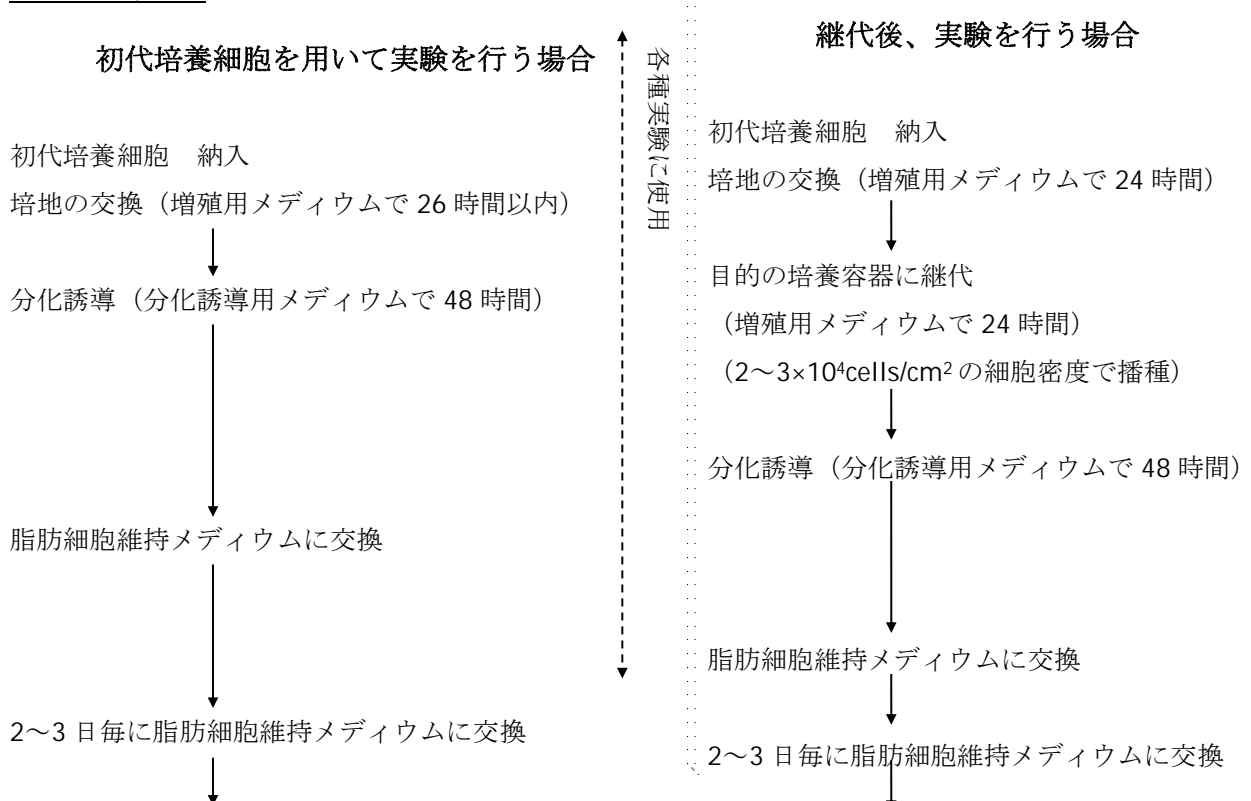 初代培養細胞を用いて実験を行う場合
初代培養細胞　納入
培地の交換（増殖用メディウムで 26 時間以内）
分化誘導（分化誘導用メディウムで 48 時間）
脂肪細胞維持メディウムに交換
2～3 日毎に脂肪細胞維持メディウムに交換
各種実験に使用
継代後、実験を行う場合
初代培養細胞　納入
培地の交換（増殖用メディウムで 24 時間）
目的の培養容器に継代
（増殖用メディウムで 24 時間）
（2～3×10⁴cells/cm² の細胞密度で播種）
分化誘導（分化誘導用メディウムで 48 時間）
脂肪細胞維持メディウムに交換
2～3 日毎に脂肪細胞維持メディウムに交換